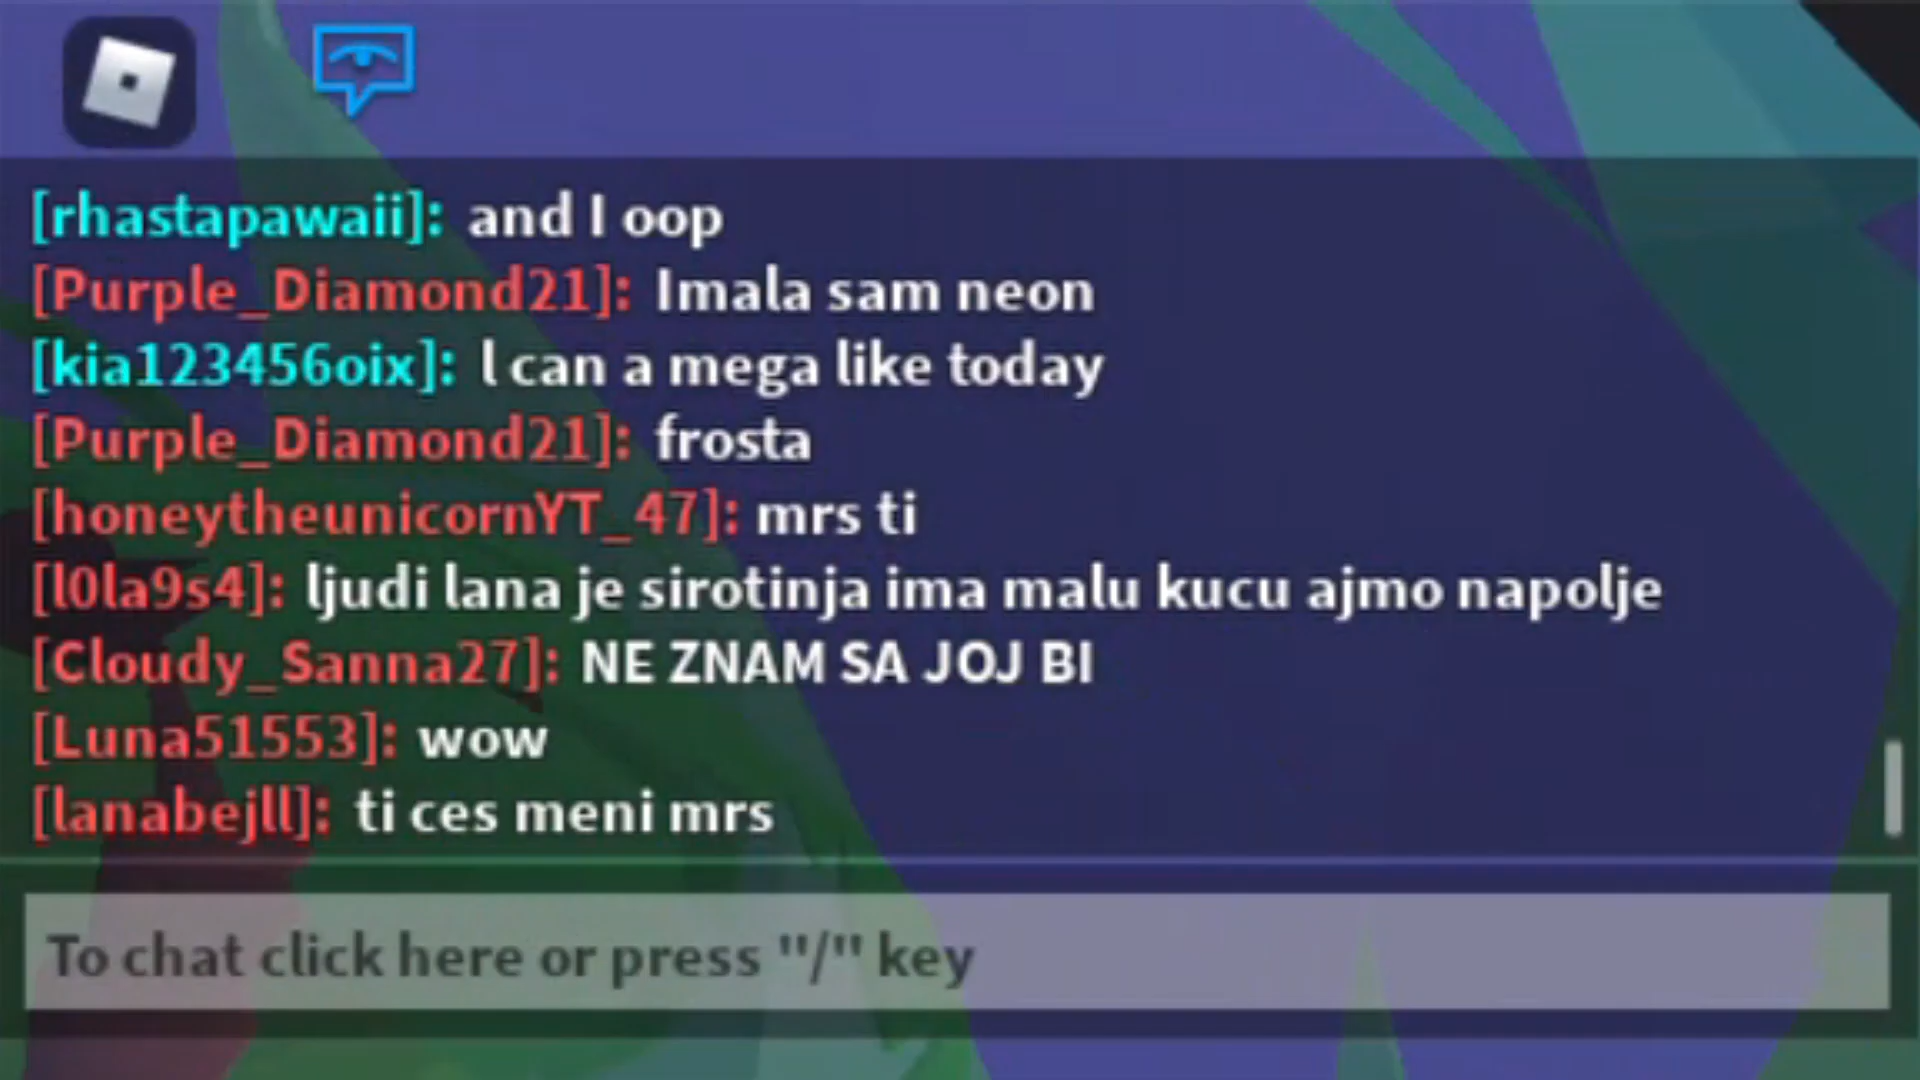 [rhastapawaii]: and I oop
[Purple_Diamond21]: Imala sam neon
[kia123456oix]: l can a mega like today
[Purple_Diamond21]: frosta
[honeytheunicornYT_47]: mrs ti
[l0la9s4]: ljudi lana je sirotinja ima malu kucu ajmo napolje
[Cloudy_Sanna27]: NE ZNAM SA JOJ BI
[Luna51553]: wow
[lanabejll]: ti ces meni mrs
To chat click here or press "/" key